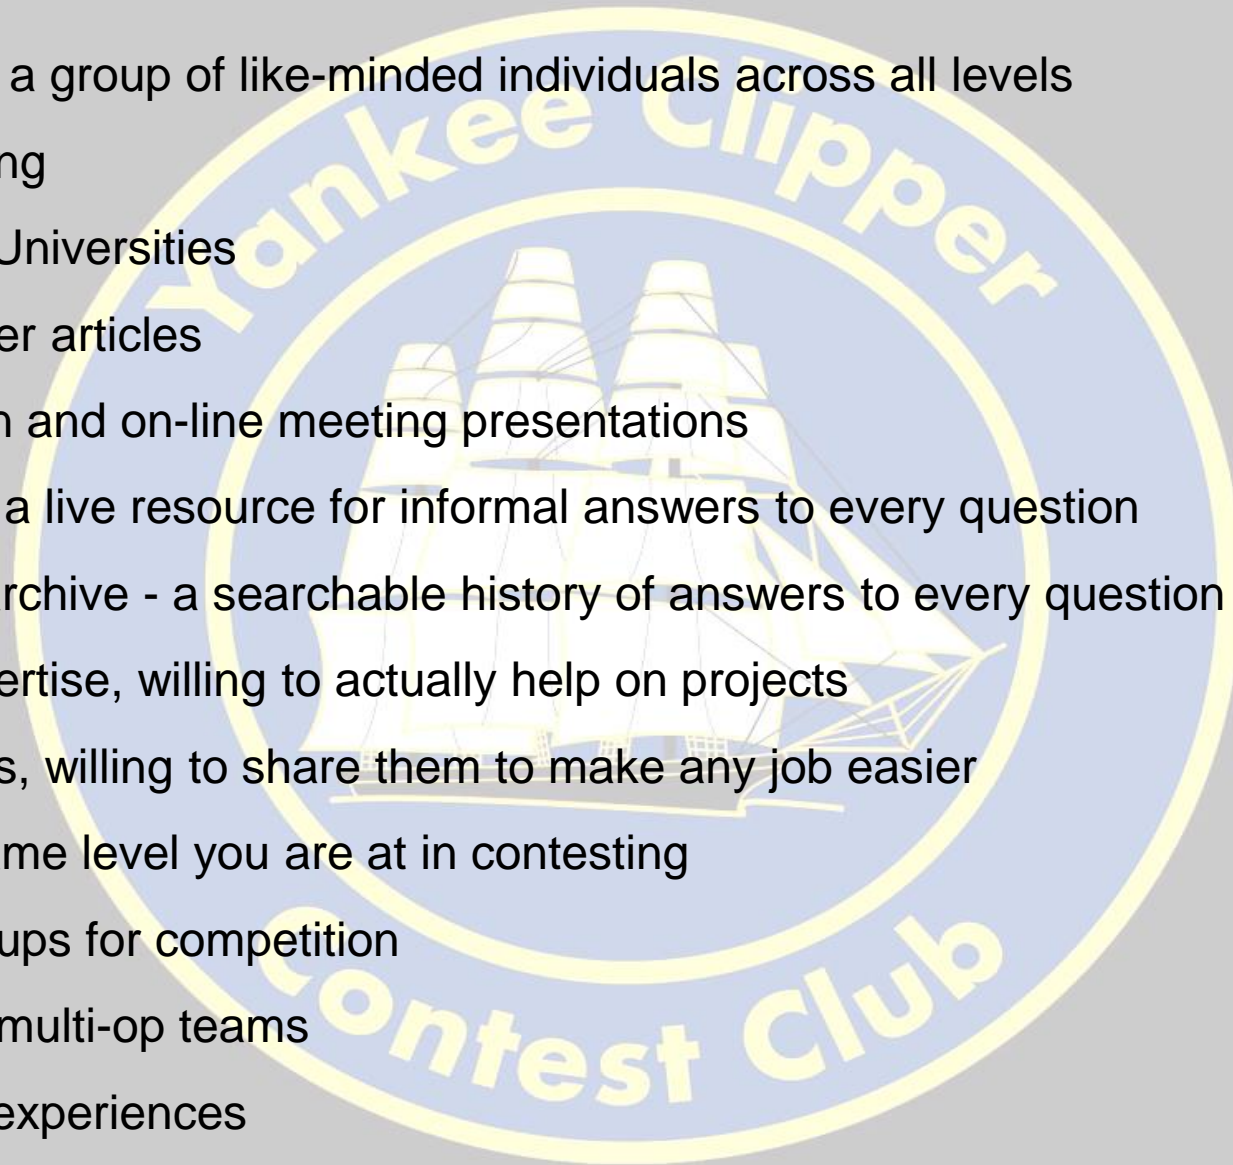 a group of like-minded individuals across all levels
ng
Universities
er articles
n and on-line meeting presentations
a live resource for informal answers to every question
rchive - a searchable history of answers to every question
ertise, willing to actually help on projects
s, willing to share them to make any job easier
me level you are at in contesting
ups for competition
multi-op teams
experiences
Yankee Clipper
Contest Club